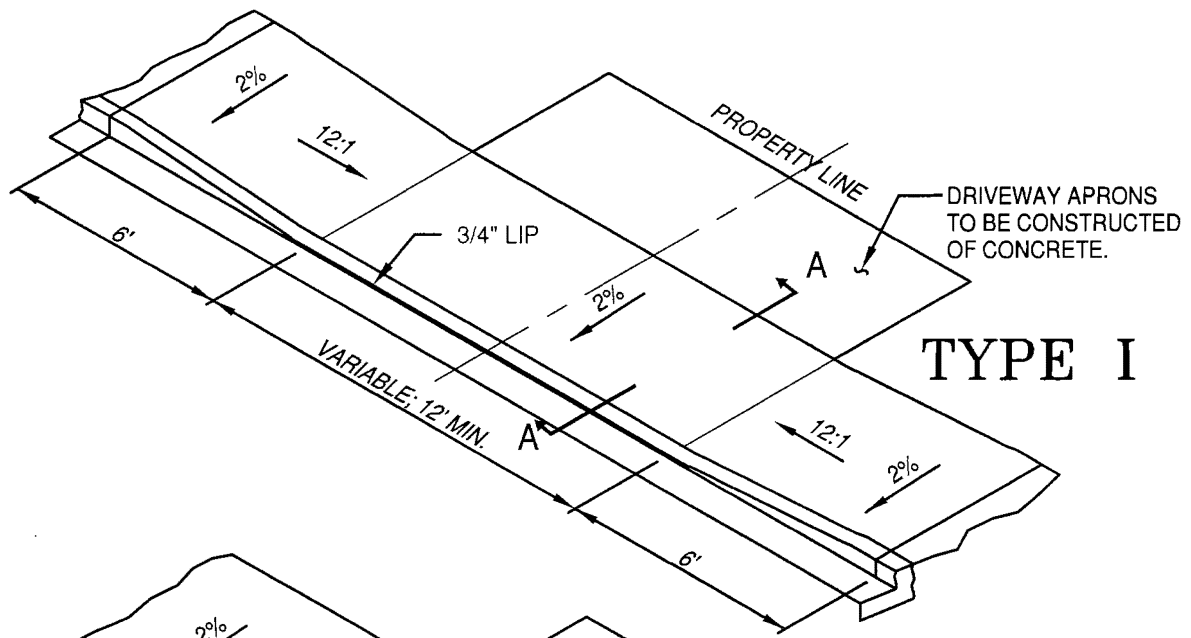 2%
12:1
PROPERTY LINE
DRIVEWAY APRONS
TO BE CONSTRUCTED
OF CONCRETE.
3/4" LIP
6'
A
2%
TYPE I
VARIABLE; 12' MIN.
A
12:1
2%
6'
2%